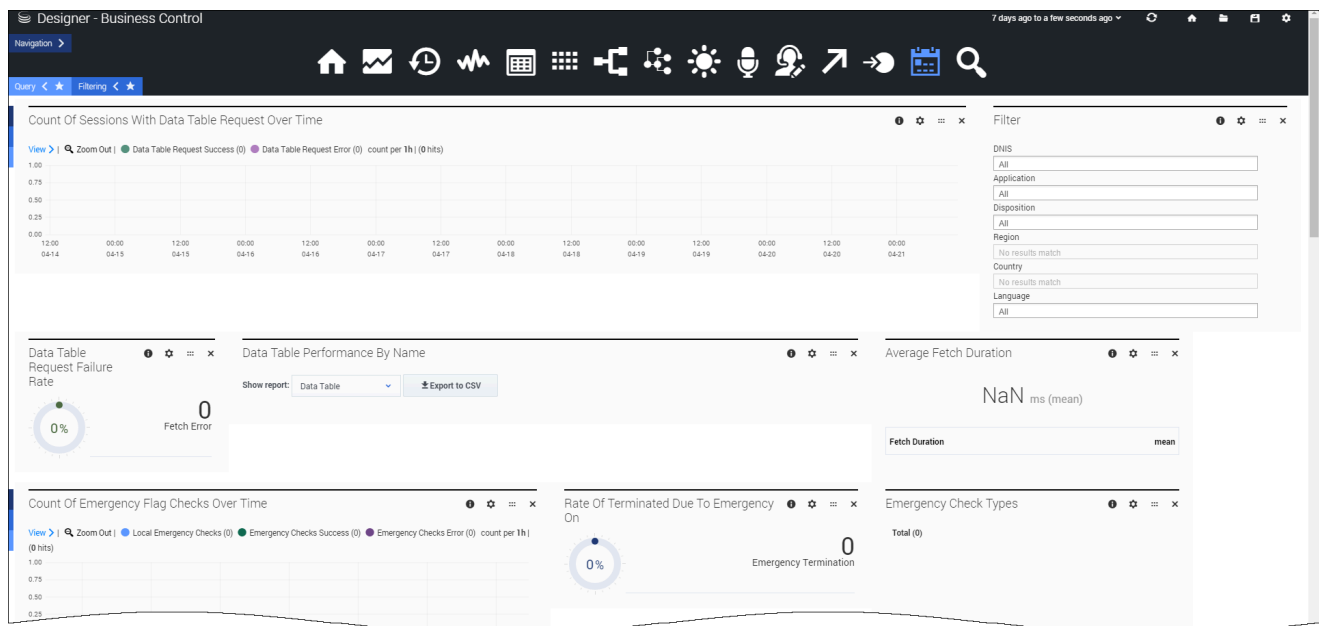 Designer - Business Control
7 days ago to a few seconds ago
Navigation
Query
Filtering
Count Of Sessions With Data Table Request Over Time
View | Zoom Out | Data Table Request Success (0) Data Table Request Error (0) count per 1h | (0 hits)
1.00
0.75
0.50
0.25
0.00
12:00 00:00 12:00 00:00 12:00 00:00 12:00 00:00 12:00 00:00 12:00 00:00 12:00 00:00
04-14 04-15 04-15 04-16 04-16 04-17 04-17 04-18 04-18 04-19 04-19 04-20 04-20 04-21
Filter
DNIS
All
Application
All
Disposition
All
Region
No results match
Country
No results match
Language
All
Data Table
Request Failure
Rate
0%
0
Fetch Error
Data Table Performance By Name
Show report: Data Table Export to CSV
Average Fetch Duration
NaN ms (mean)
Fetch Duration mean
Count Of Emergency Flag Checks Over Time
View | Zoom Out | Local Emergency Checks (0) Emergency Checks Success (0) Emergency Checks Error (0) count per 1h |
(0 hits)
1.00
0.75
0.50
0.25
Rate Of Terminated Due To Emergency
On
0%
0
Emergency Termination
Emergency Check Types
Total (0)